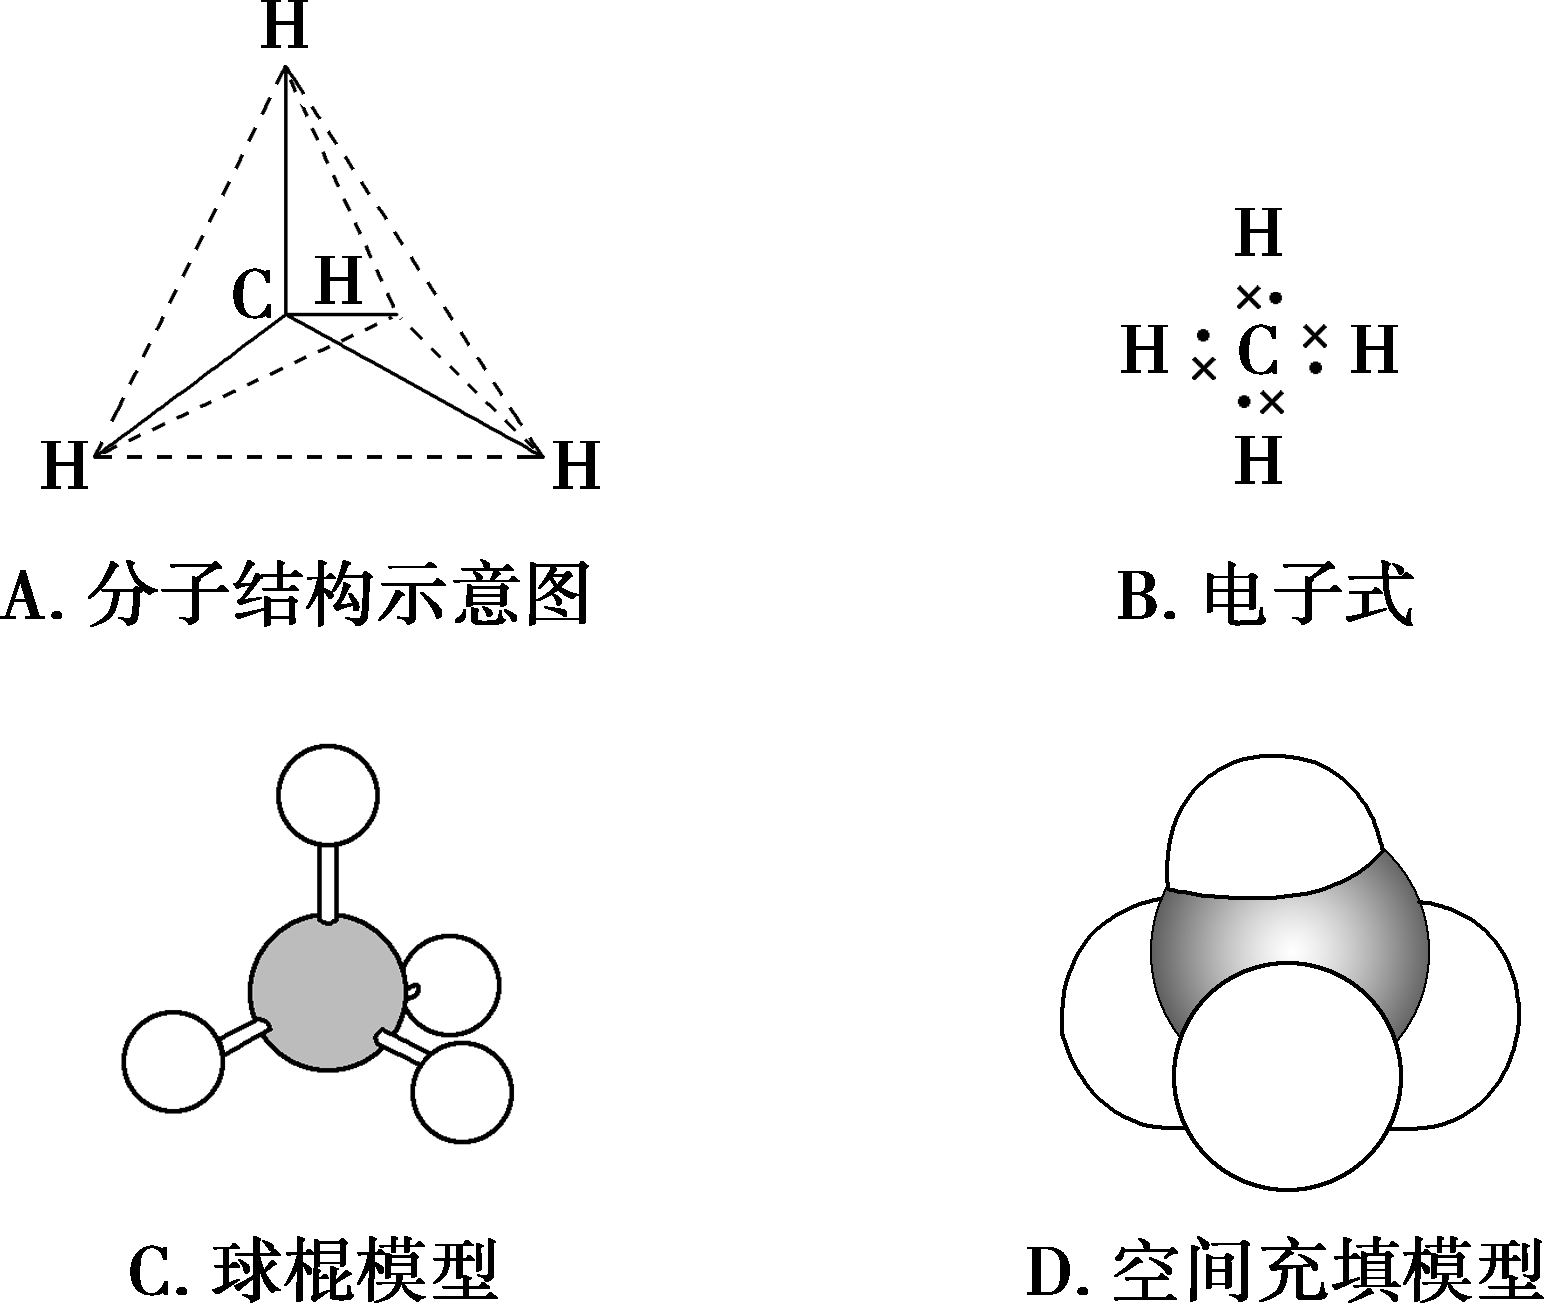 H
C H
H H
A. 分子结构示意图
H
×•
H •× C ו H
•×
H
B. 电子式
C. 球棍模型
D. 空间充填模型